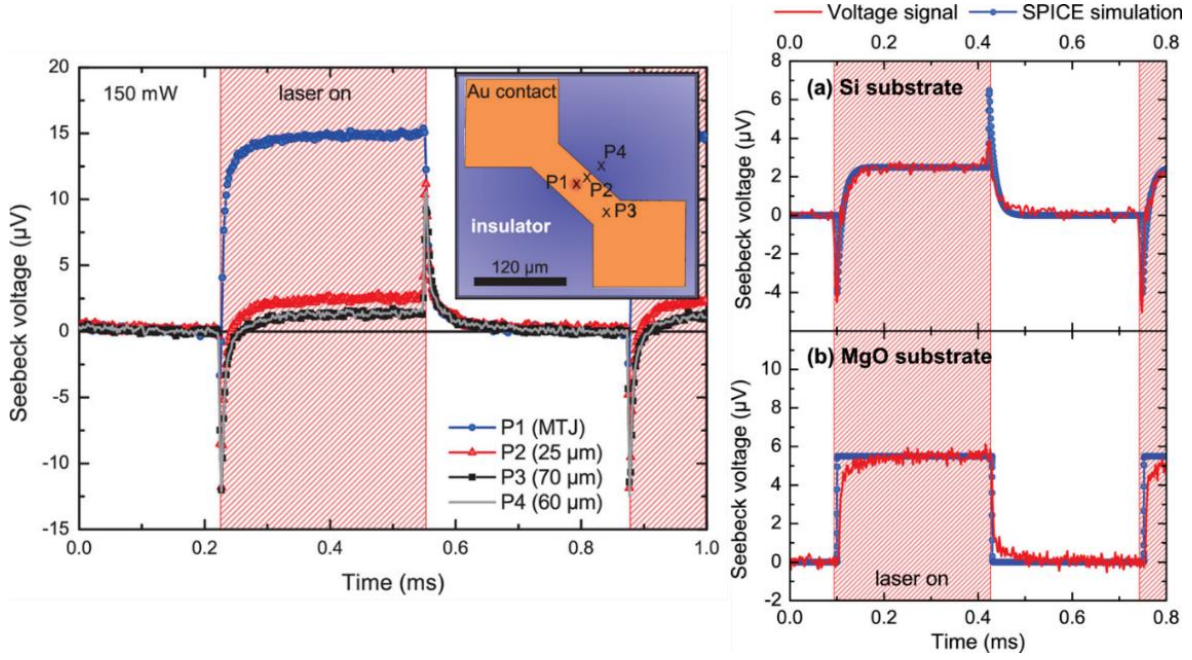 20
15
10
5
0
-5
-10
-15
Seebeck voltage (µV)
150 mW
laser on
Au contact
P4
P1
P2
P3
insulator
120 µm
P1 (MTJ)
P2 (25 µm)
P3 (70 µm)
P4 (60 µm)
0.0 0.2 0.4 0.6 0.8 1.0
Time (ms)
Voltage signal SPICE simulation
0.0 0.2 0.4 0.6 0.8
8
6
4
2
0
-2
-4
Seebeck voltage (µV)
(a) Si substrate
(b) MgO substrate
10
8
6
4
2
0
-2
Seebeck voltage (µV)
laser on
0.0 0.2 0.4 0.6 0.8
Time (ms)